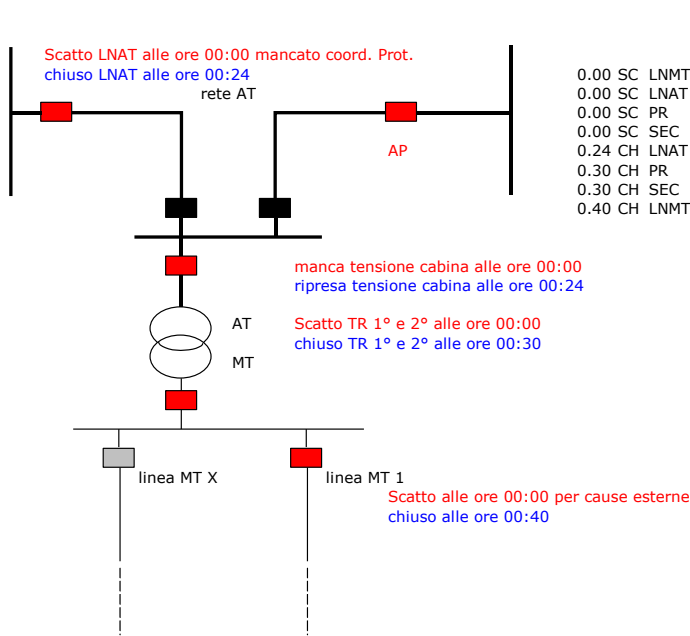 Scatto LNAT alle ore 00:00 mancato coord. Prot.
chiuso LNAT alle ore 00:24
rete AT
AP
0.00 SC LNMT
0.00 SC LNAT
0.00 SC PR
0.00 SC SEC
0.24 CH LNAT
0.30 CH PR
0.30 CH SEC
0.40 CH LNMT
manca tensione cabina alle ore 00:00
ripresa tensione cabina alle ore 00:24
AT
MT
Scatto TR 1° e 2° alle ore 00:00
chiuso TR 1° e 2° alle ore 00:30
linea MT X
linea MT 1
Scatto alle ore 00:00 per cause esterne
chiuso alle ore 00:40